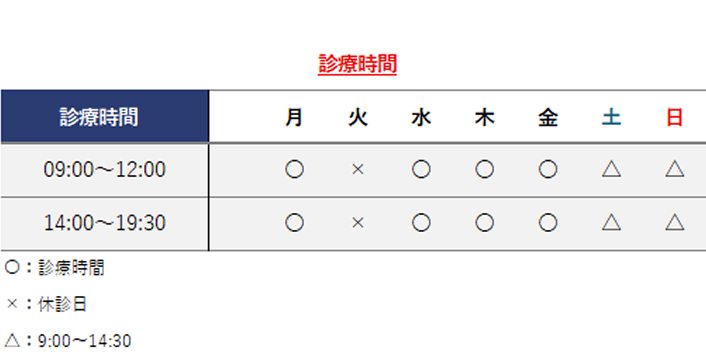 診療時間
診療時間 月 火 水 木 金 土 日
09:00～12:00 〇 × 〇 〇 〇 △ △
14:00～19:30 〇 × 〇 〇 〇 △ △
〇：診療時間
×：休診日
△：9:00～14:30